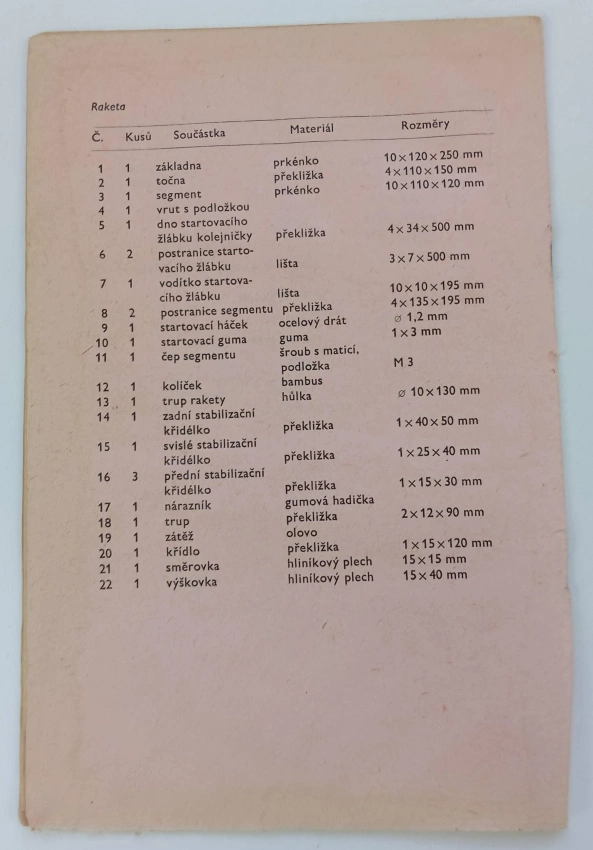 Raketa
Č. Kusů Součástka Materiál Rozměry
1 1 základna prkénko 10×120×250 mm
2 1 točna překližka 4×110×150 mm
3 1 segment prkénko 10×110×120 mm
4 1 vrut s podložkou
5 1 dno startovacího
žlábku kolejničky překližka 4×34×500 mm
6 2 postranice starto-
vacího žlábku lišta 3×7×500 mm
7 1 vodítko startova-
cího žlábku lišta 10×10×195 mm
8 2 postranice segmentu překližka 4×135×195 mm
9 1 startovací háček ocelový drát ⌀ 1,2 mm
10 1 startovací guma guma 1×3 mm
11 1 čep segmentu šroub s maticí,
podložka M 3
12 1 kolíček bambus
13 1 trup rakety hůlka ⌀ 10×130 mm
14 1 zadní stabilizační
křidélko překližka 1×40×50 mm
15 1 svislé stabilizační
křidélko překližka 1×25×40 mm
16 3 přední stabilizační
křidélko překližka 1×15×30 mm
17 1 nárazník gumová hadička
18 1 trup překližka 2×12×90 mm
19 1 zátěž olovo
20 1 křídlo překližka 1×15×120 mm
21 1 směrovka hliníkový plech 15×15 mm
22 1 výškovka hliníkový plech 15×40 mm